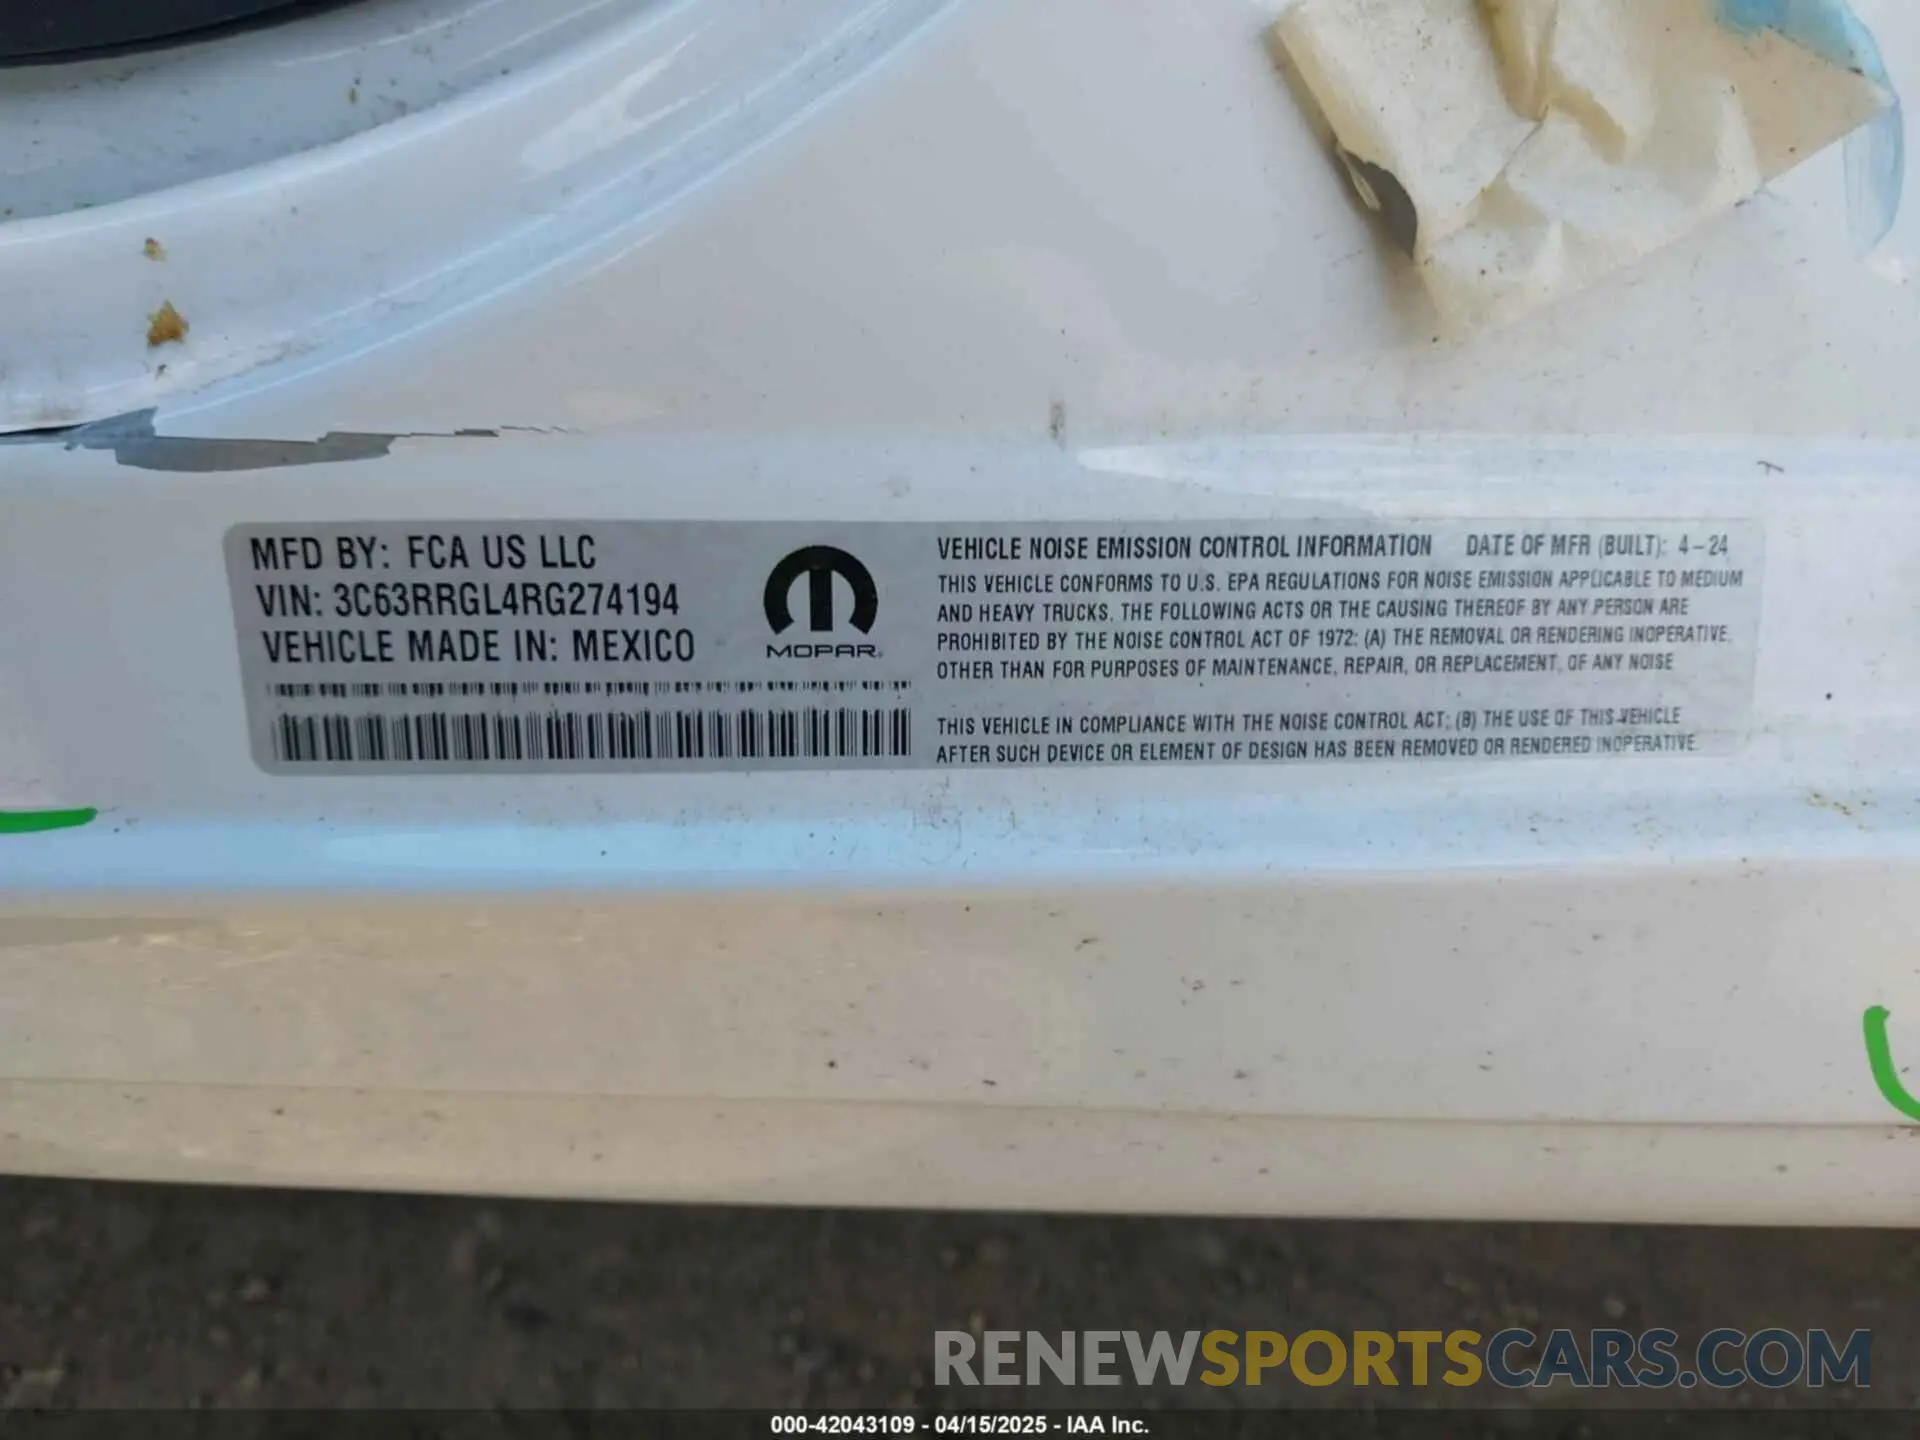 MFD BY: FCA US LLC
VIN: 3C63RRGL4RG274194
VEHICLE MADE IN: MEXICO
MOPAR®
VEHICLE NOISE EMISSION CONTROL INFORMATION DATE OF MFR (BUILT): 4-24
THIS VEHICLE CONFORMS TO U.S. EPA REGULATIONS FOR NOISE EMISSION APPLICABLE TO MEDIUM
AND HEAVY TRUCKS. THE FOLLOWING ACTS OR THE CAUSING THEREOF BY ANY PERSON ARE
PROHIBITED BY THE NOISE CONTROL ACT OF 1972: (A) THE REMOVAL OR RENDERING INOPERATIVE,
OTHER THAN FOR PURPOSES OF MAINTENANCE, REPAIR, OR REPLACEMENT, OF ANY NOISE
THIS VEHICLE IN COMPLIANCE WITH THE NOISE CONTROL ACT; (B) THE USE OF THIS VEHICLE
AFTER SUCH DEVICE OR ELEMENT OF DESIGN HAS BEEN REMOVED OR RENDERED INOPERATIVE.
RENEWSPORTSCARS.COM
000-42043109 - 04/15/2025 - IAA Inc.